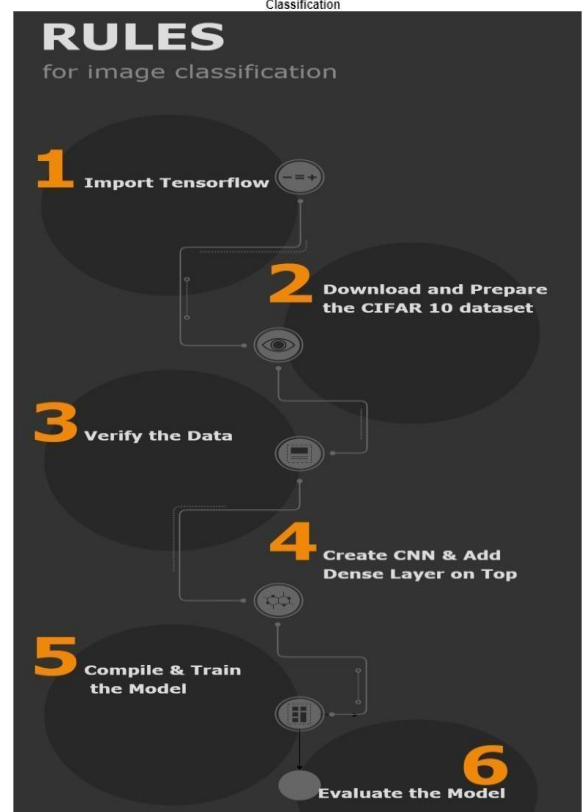 Classification
RULES
for image classification
1
Import Tensorflow
− = +
2
Download and Prepare
the CIFAR 10 dataset
3
Verify the Data
4
Create CNN & Add
Dense Layer on Top
5
Compile & Train
the Model
6
Evaluate the Model